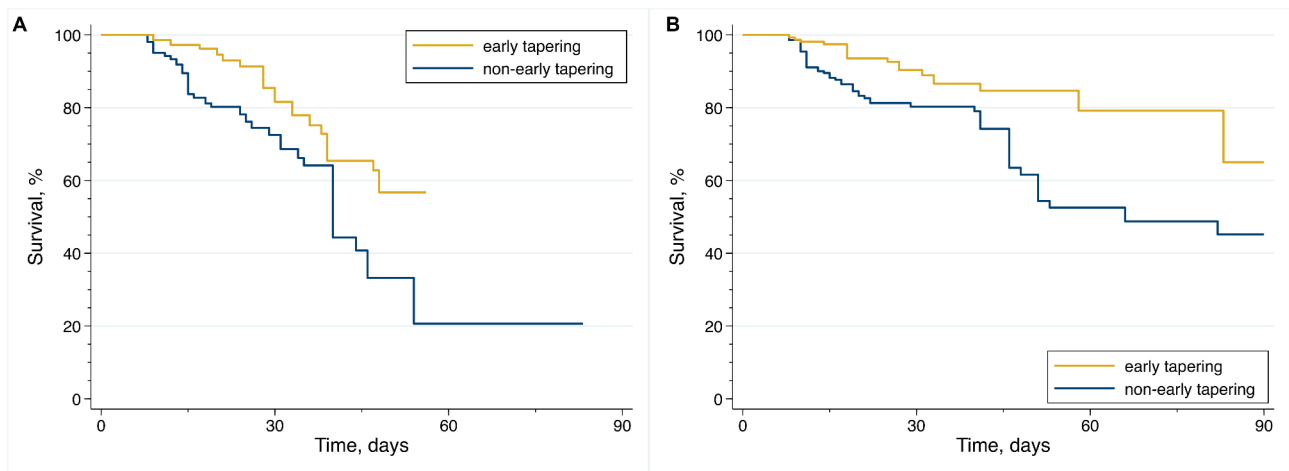 A
early tapering
non-early tapering
Survival, %
100
80
60
40
20
0
0
30
60
90
Time, days
B
Survival, %
100
80
60
40
20
0
early tapering
non-early tapering
0
30
60
90
Time, days